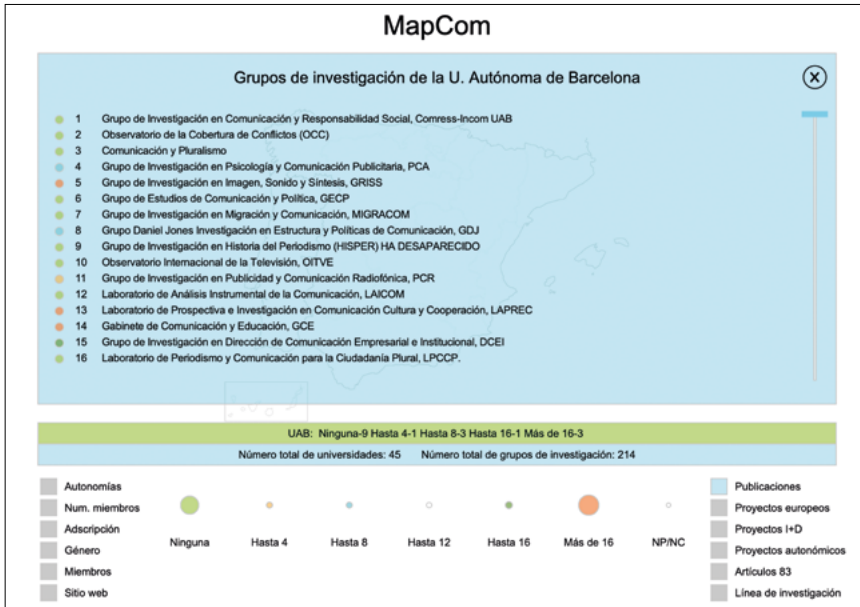 MapCom
Grupos de investigación de la U. Autónoma de Barcelona
X
1 Grupo de Investigación en Comunicación y Responsabilidad Social, Comress-Incom UAB
2 Observatorio de la Cobertura de Conflictos (OCC)
3 Comunicación y Pluralismo
4 Grupo de Investigación en Psicología y Comunicación Publicitaria, PCA
5 Grupo de Investigación en Imagen, Sonido y Síntesis, GRISS
6 Grupo de Estudios de Comunicación y Política, GECP
7 Grupo de Investigación en Migración y Comunicación, MIGRACOM
8 Grupo Daniel Jones Investigación en Estructura y Políticas de Comunicación, GDJ
9 Grupo de Investigación en Historia del Periodismo (HISPER) HA DESAPARECIDO
10 Observatorio Internacional de la Televisión, OITVE
11 Grupo de Investigación en Publicidad y Comunicación Radiofónica, PCR
12 Laboratorio de Análisis Instrumental de la Comunicación, LAICOM
13 Laboratorio de Prospectiva e Investigación en Comunicación Cultura y Cooperación, LAPREC
14 Gabinete de Comunicación y Educación, GCE
15 Grupo de Investigación en Dirección de Comunicación Empresarial e Institucional, DCEI
16 Laboratorio de Periodismo y Comunicación para la Ciudadanía Plural, LPCCP.
UAB: Ninguna-9 Hasta 4-1 Hasta 8-3 Hasta 16-1 Más de 16-3
Número total de universidades: 45 Número total de grupos de investigación: 214
Autonomías
Num. miembros
Adscripción
Género
Miembros
Sitio web
Ninguna Hasta 4 Hasta 8 Hasta 12 Hasta 16 Más de 16 NP/NC
Publicaciones
Proyectos europeos
Proyectos I+D
Proyectos autonómicos
Artículos 83
Línea de investigación